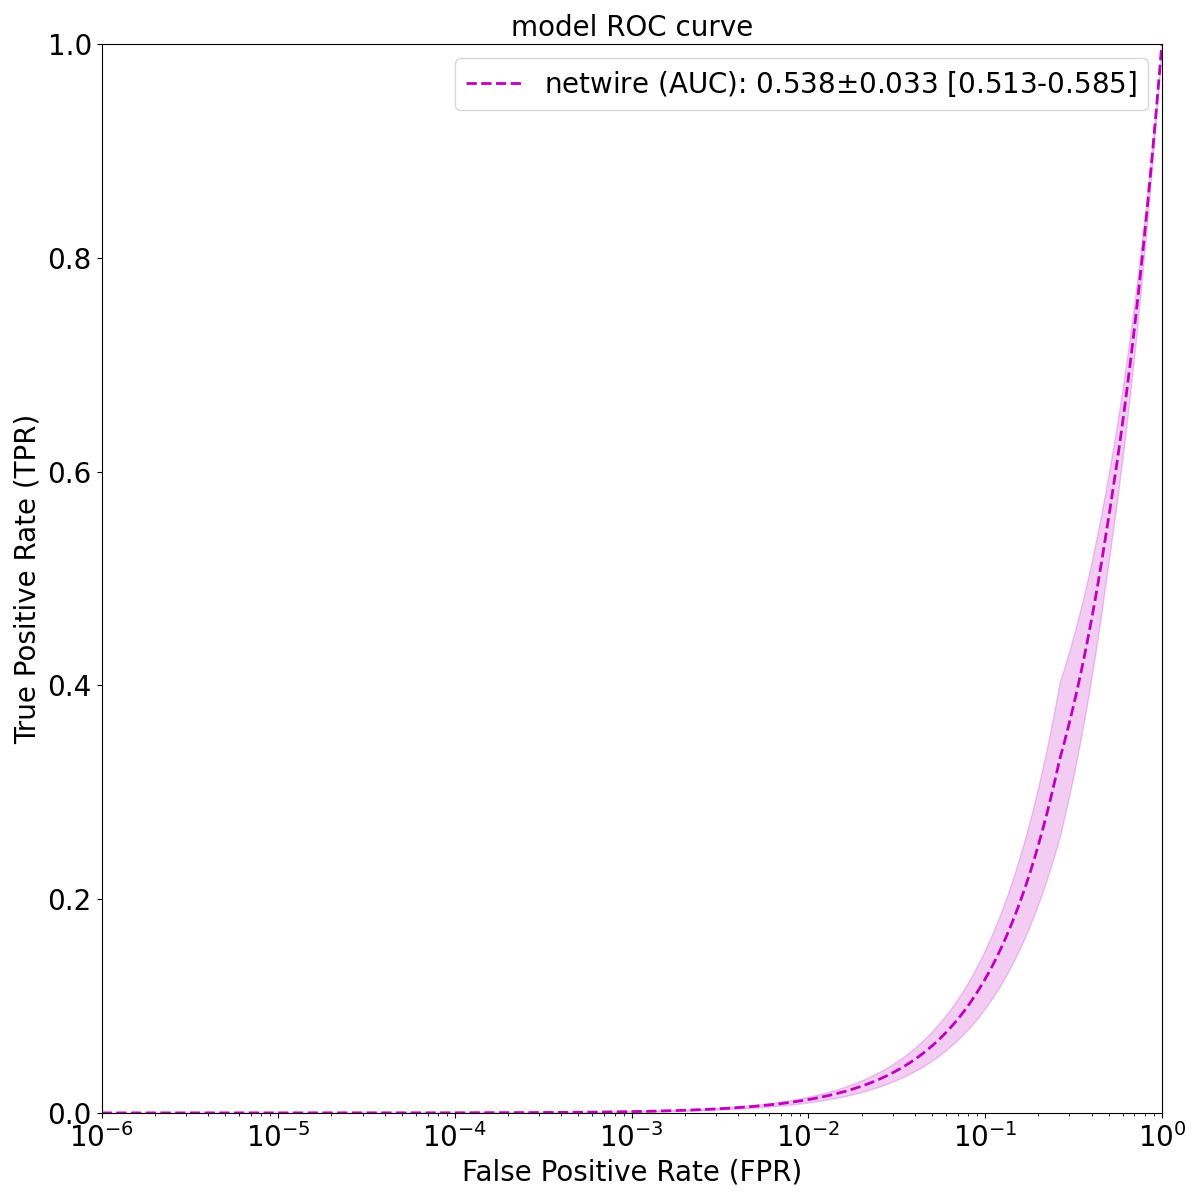 model ROC curve
netwire (AUC): 0.538±0.033 [0.513-0.585]
True Positive Rate (TPR)
1.0
0.8
0.6
0.4
0.2
0.0
10⁻⁶ 10⁻⁵ 10⁻⁴ 10⁻³ 10⁻² 10⁻¹ 10⁰
False Positive Rate (FPR)